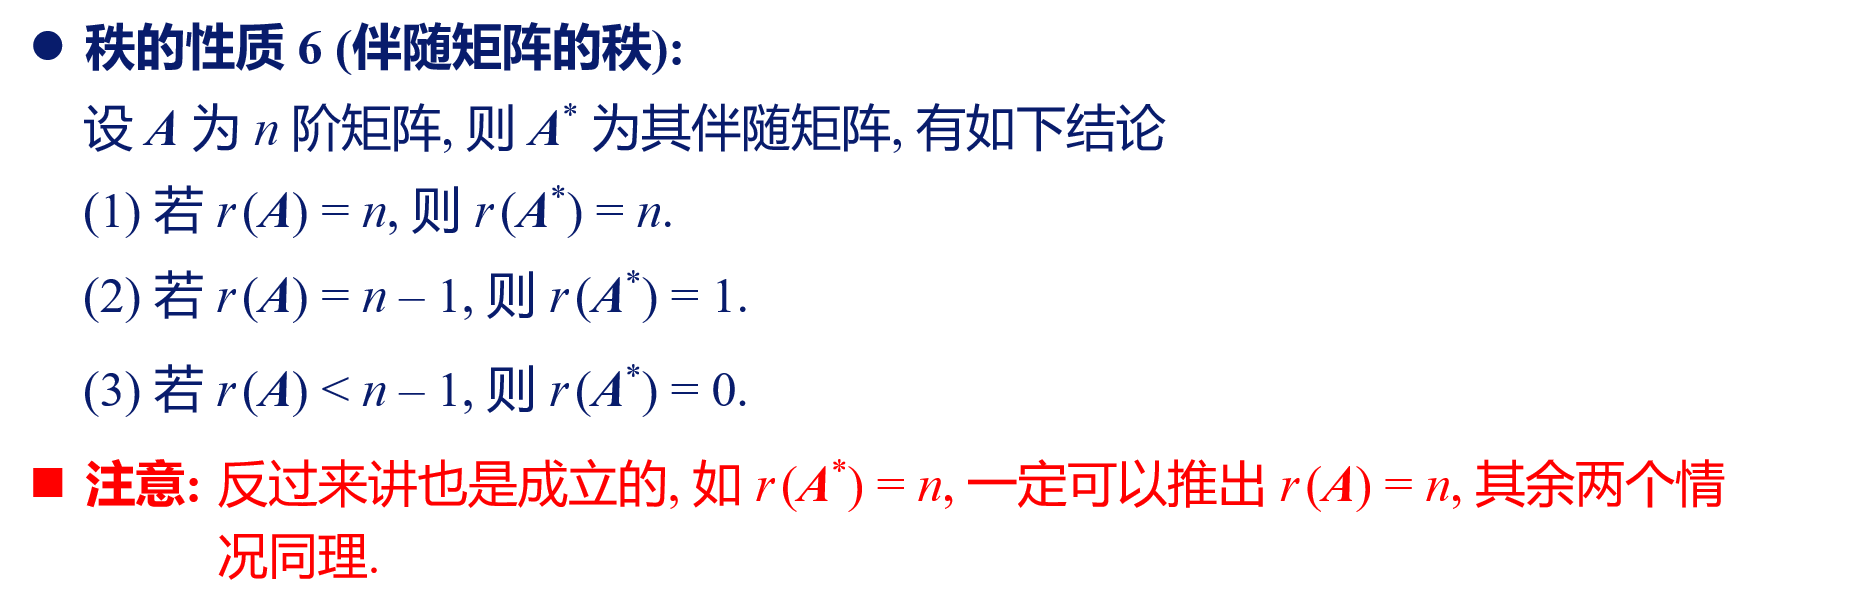 ● 秩的性质 6 (伴随矩阵的秩):
设 A 为 n 阶矩阵, 则 A* 为其伴随矩阵, 有如下结论
(1) 若 r(A) = n, 则 r(A*) = n.
(2) 若 r(A) = n – 1, 则 r(A*) = 1.
(3) 若 r(A) < n – 1, 则 r(A*) = 0.
■ 注意: 反过来讲也是成立的, 如 r(A*) = n, 一定可以推出 r(A) = n, 其余两个情
况同理.